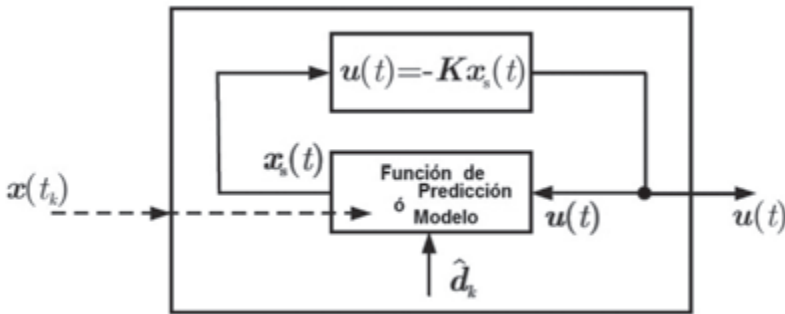 u(t)=-Kxₛ(t)
xₛ(t)
Función de
Predicción
ó
Modelo
x(tₖ)
u(t)
u(t)
d̂ₖ